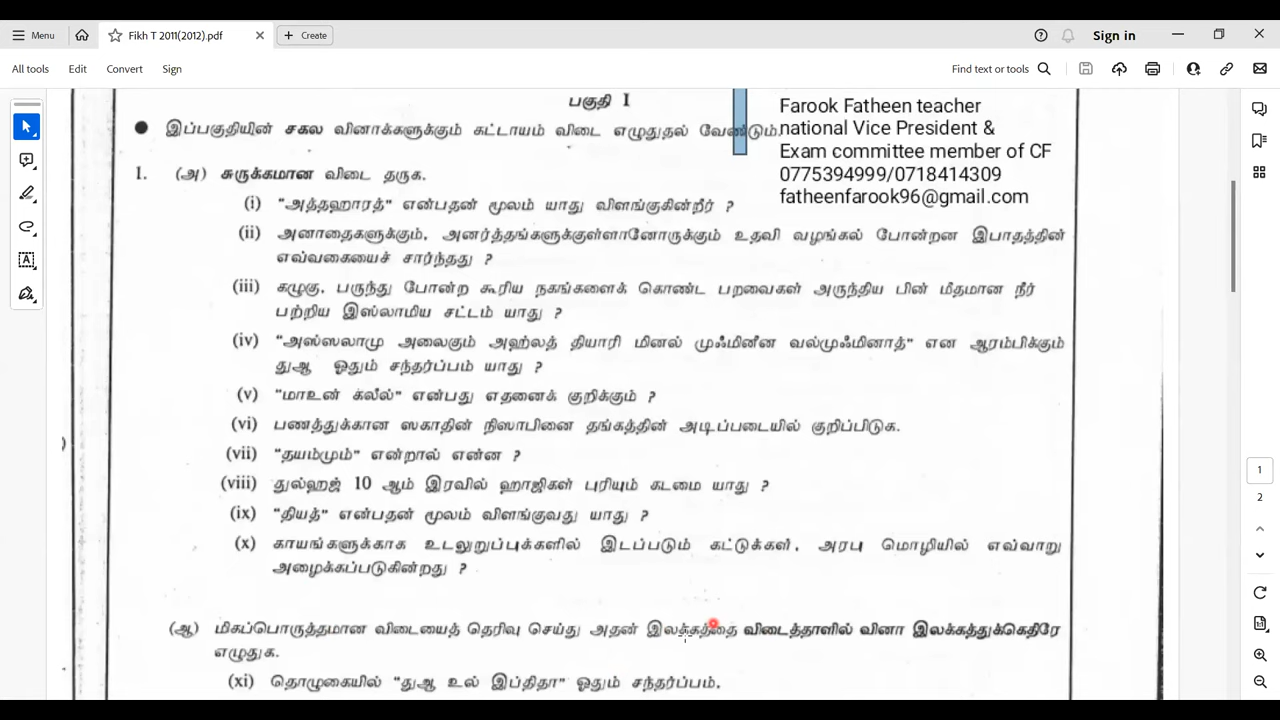 Menu
Fikh T 2011(2012).pdf
Create
Sign in
All tools Edit Convert Sign
Find text or tools
பகுதி I
Farook Fatheen teacher
national Vice President &
Exam committee member of CF
0775394999/0718414309
fatheenfarook96@gmail.com
இப்பகுதியின் சகல வினாக்களுக்கும் கட்டாயம் விடை எழுதுதல் வேண்டும்.
1. (அ) சுருக்கமான விடை தருக.
(i) "அத்தஹாரத்" என்பதன் மூலம் யாது விளங்குகின்றீர் ?
(ii) அனாதைகளுக்கும், அனர்த்தங்களுக்குள்ளானோருக்கும் உதவி வழங்கல் போன்றன இபாதத்தின்
எவ்வகையைச் சார்ந்தது ?
(iii) கழுகு, பருந்து போன்ற கூரிய நகங்களைக் கொண்ட பறவைகள் அருந்திய பின் மீதமான நீர்
பற்றிய இஸ்லாமிய சட்டம் யாது ?
(iv) "அஸ்ஸலாமு அலைகும் அஹ்லத் தியாரி மினல் முஃமினீன வல்முஃமினாத்" என ஆரம்பிக்கும்
துஆ ஓதும் சந்தர்ப்பம் யாது ?
(v) "மாஉன் கலீல்" என்பது எதனைக் குறிக்கும் ?
(vi) பணத்துக்கான ஸகாதின் நிஸாபினை தங்கத்தின் அடிப்படையில் குறிப்பிடுக.
(vii) "தயம்மும்" என்றால் என்ன ?
(viii) துல்ஹஜ் 10 ஆம் இரவில் ஹாஜிகள் புரியும் கடமை யாது ?
(ix) "தியத்" என்பதன் மூலம் விளங்குவது யாது ?
(x) காயங்களுக்காக உடலுறுப்புக்களில் இடப்படும் கட்டுக்கள், அரபு மொழியில் எவ்வாறு
அழைக்கப்படுகின்றது ?
(ஆ) மிகப்பொருத்தமான விடையைத் தெரிவு செய்து அதன் இலக்கத்தை விடைத்தாளில் வினா இலக்கத்துக்கெதிரே
எழுதுக.
(xi) தொழுகையில் "துஆ உல் இப்திதா" ஓதும் சந்தர்ப்பம்,
1
2